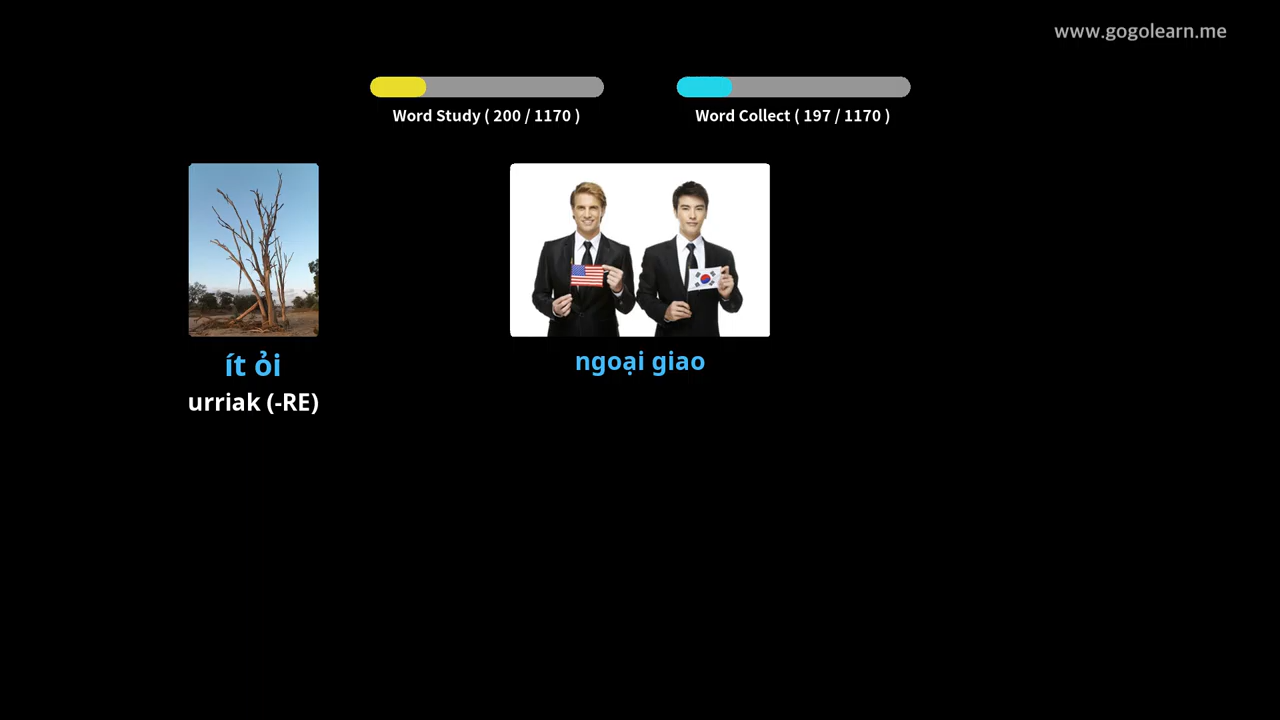 www.gogolearn.me
Word Study ( 200 / 1170 )
Word Collect ( 197 / 1170 )
ít ỏi
urriak (-RE)
ngoại giao